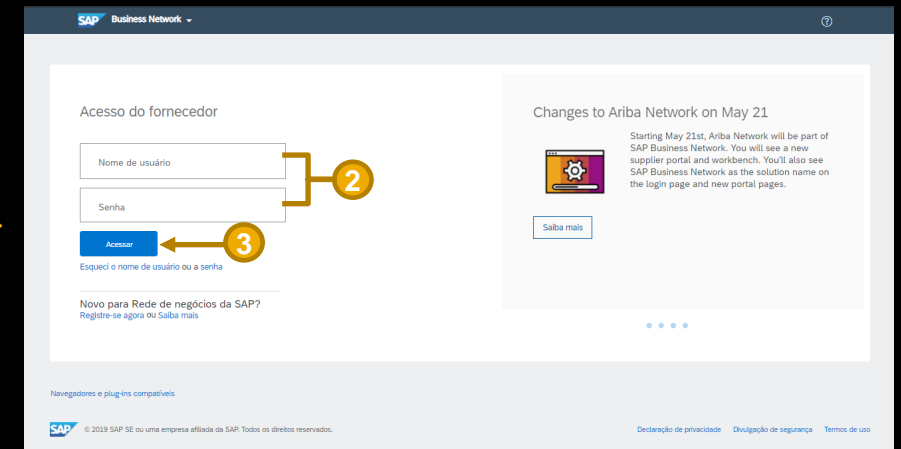 SAP Business Network
?
Acesso do fornecedor
Nome de usuário
Senha
2
Acessar
3
Esqueci o nome de usuário ou a senha
Novo para Rede de negócios da SAP?
Registre-se agora ou Saiba mais
Changes to Ariba Network on May 21
Starting May 21st, Ariba Network will be part of
SAP Business Network. You will see a new
supplier portal and workbench. You'll also see
SAP Business Network as the solution name on
the login page and new portal pages.
Saiba mais
Navegadores e plug-ins compatíveis
SAP © 2019 SAP SE ou uma empresa afiliada da SAP. Todos os direitos reservados.
Declaração de privacidade Divulgação de segurança Termos de uso